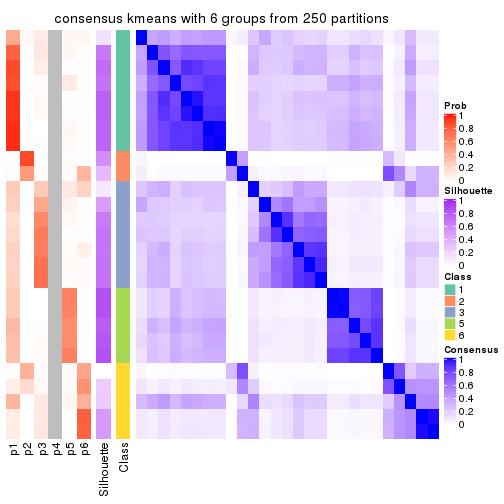 consensus kmeans with 6 groups from 250 partitions
Prob
1
0.8
0.6
0.4
0.2
0
Silhouette
1
0.8
0.6
0.4
0.2
0
Class
1
2
3
5
6
Consensus
1
0.8
0.6
0.4
0.2
0
p1
p2
p3
p4
p5
p6
Silhouette
Class